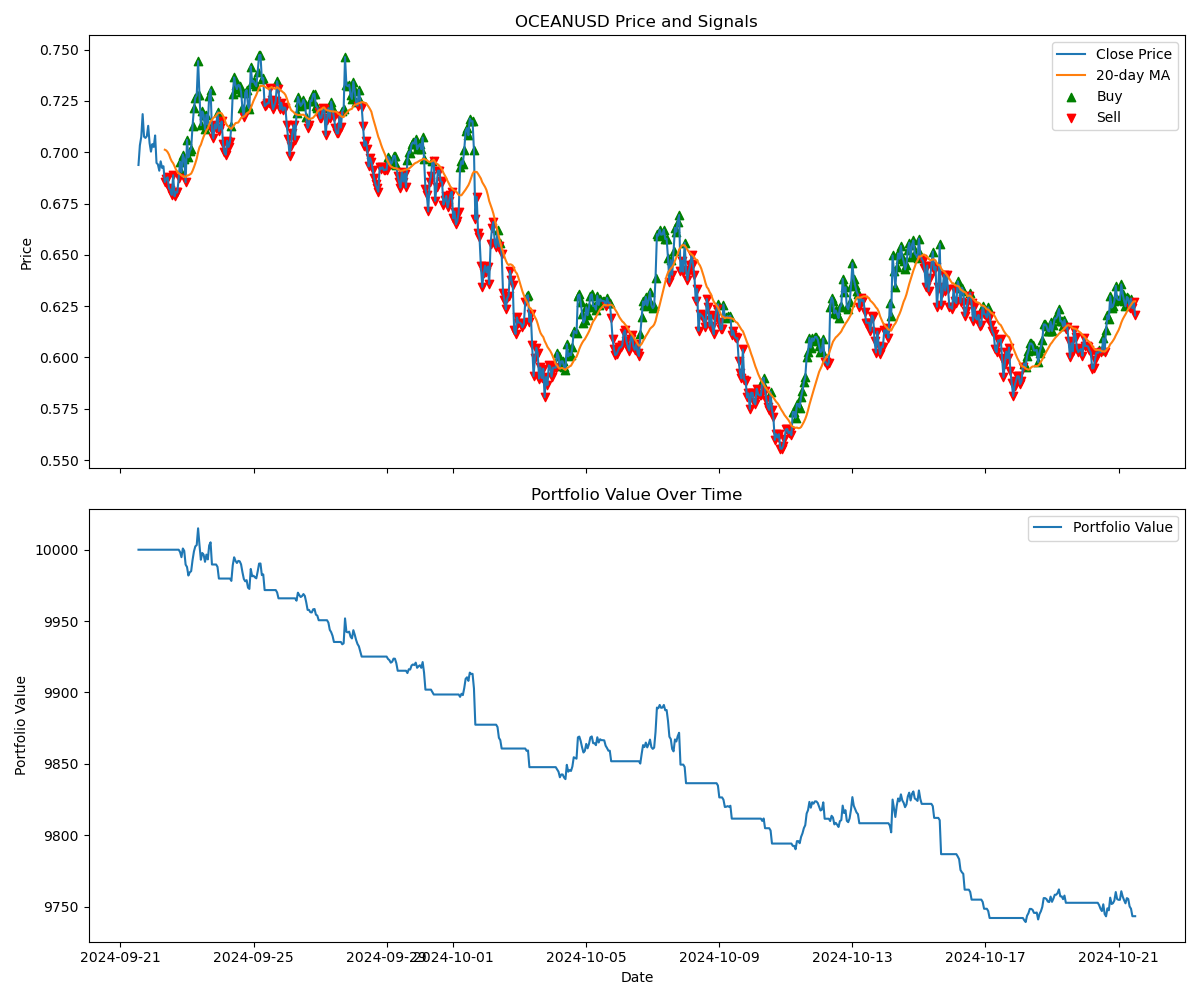 OCEANUSD Price and Signals
Price
0.750
0.725
0.700
0.675
0.650
0.625
0.600
0.575
0.550
Close Price
20-day MA
Buy
Sell
Portfolio Value Over Time
Portfolio Value
10000
9950
9900
9850
9800
9750
Portfolio Value
2024-09-21
2024-09-25
2024-09-29
2024-10-01
2024-10-05
2024-10-09
2024-10-13
2024-10-17
2024-10-21
Date